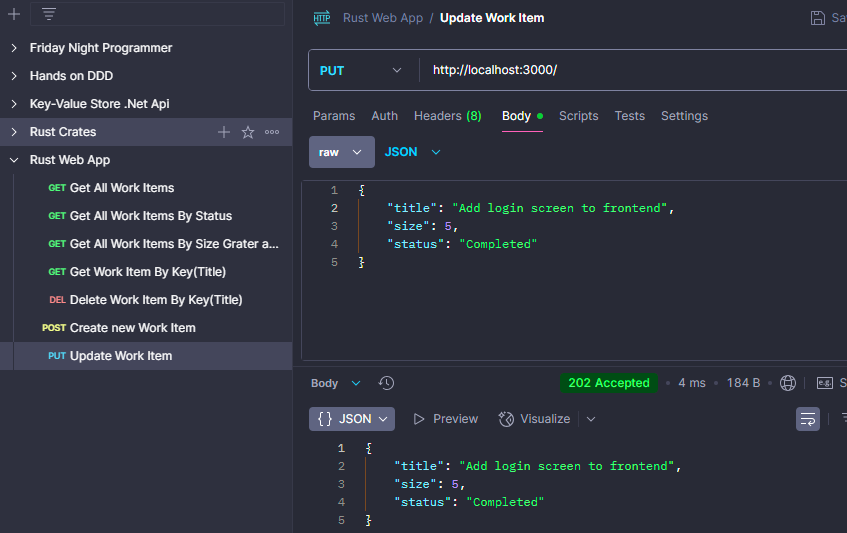 Friday Night Programmer
Hands on DDD
Key-Value Store .Net Api
Rust Crates
Rust Web App
GET Get All Work Items
GET Get All Work Items By Status
GET Get All Work Items By Size Grater a...
GET Get Work Item By Key(Title)
DEL Delete Work Item By Key(Title)
POST Create new Work Item
PUT Update Work Item
HTTP Rust Web App / Update Work Item Sa
PUT http://localhost:3000/
Params Auth Headers (8) Body Scripts Tests Settings
raw JSON
1 {
2 "title": "Add login screen to frontend",
3 "size": 5,
4 "status": "Completed"
5 }
Body 202 Accepted • 4 ms • 184 B • e.g. S
{} JSON Preview Visualize
1 {
2 "title": "Add login screen to frontend",
3 "size": 5,
4 "status": "Completed"
5 }